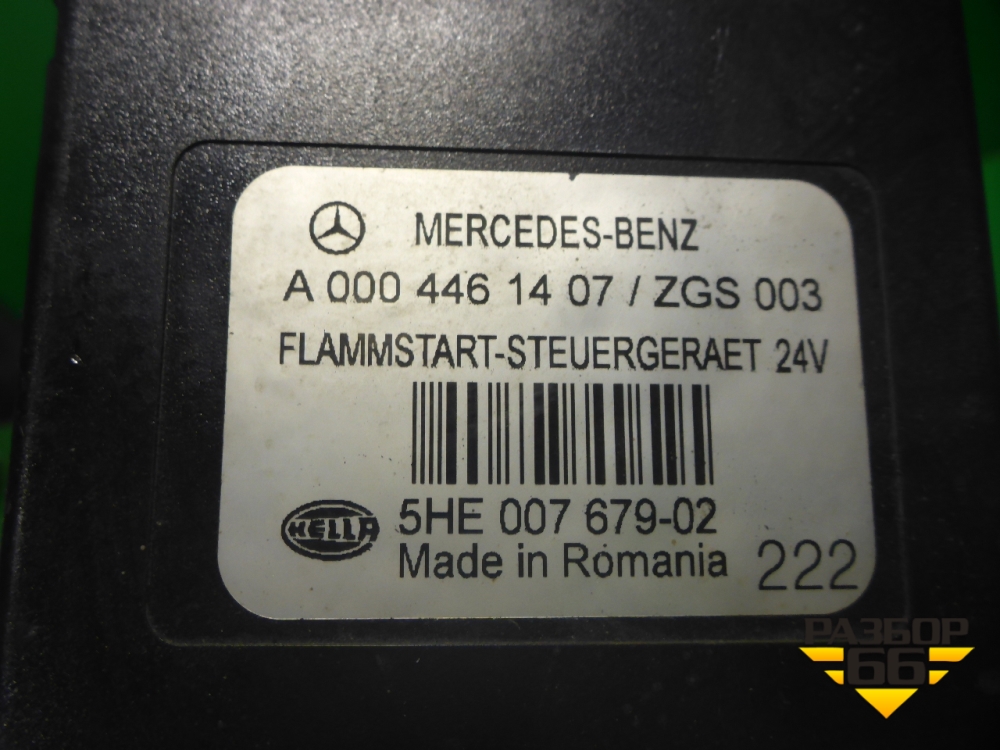 MERCEDES-BENZ
A 000 446 14 07 / ZGS 003
FLAMMSTART-STEUERGERAET 24V
HELLA
5HE 007 679-02
Made in Romania
222
РАЗБОР
66